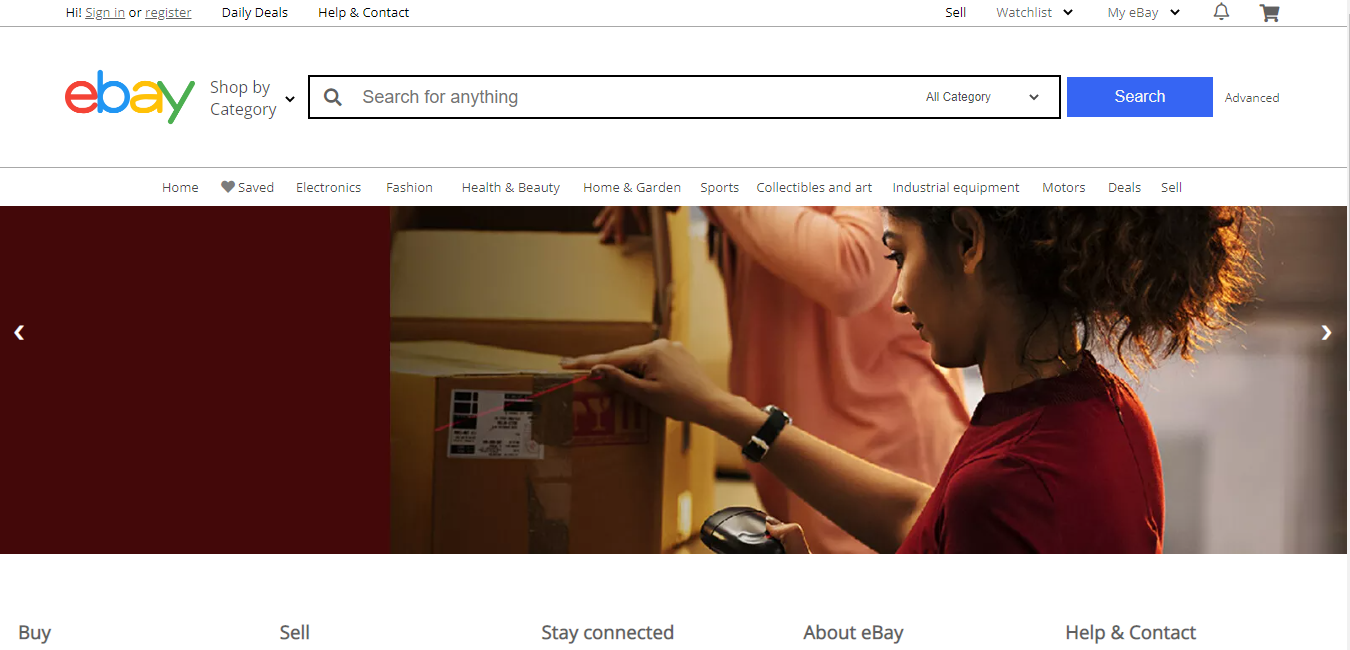 Hi! Sign in or register Daily Deals Help & Contact Sell Watchlist My eBay
ebay
Shop by
Category
Search for anything All Category Search Advanced
Home Saved Electronics Fashion Health & Beauty Home & Garden Sports Collectibles and art Industrial equipment Motors Deals Sell
Buy Sell Stay connected About eBay Help & Contact